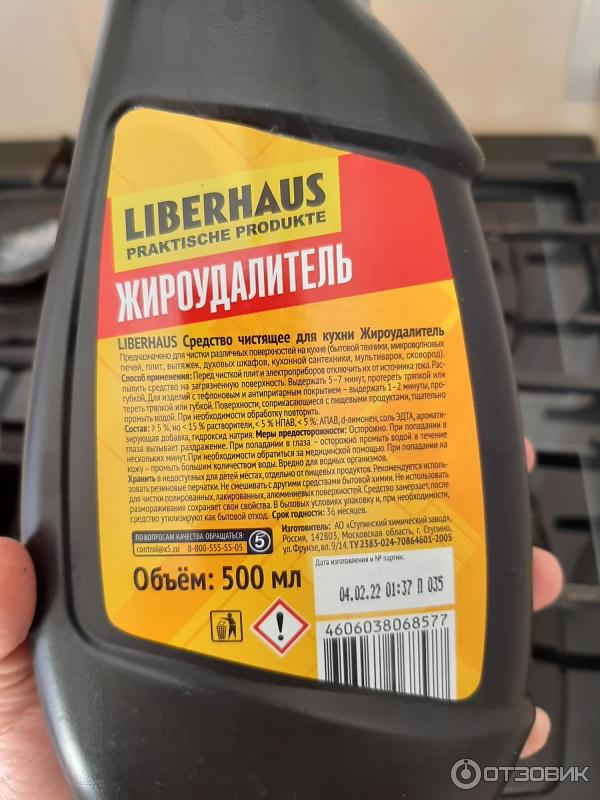 LIBERHAUS
PRAKTISCHE PRODUKTE
ЖИРОУДАЛИТЕЛЬ
LIBERHAUS Средство чистящее для кухни Жироудалитель
Предназначено для чистки различных поверхностей на кухне (бытовой техники, микроволновых
печей, плит, вытяжек, духовых шкафов, кухонной сантехники, мультиварок, сковород).
Способ применения: Перед чисткой плит и электроприборов отключить их от источника тока. Рас-
пылить средство на загрязненную поверхность. Выдержать 5–7 минут, протереть тряпкой или
губкой. Для изделий с тефлоновым и антипригарным покрытием – выдержать 1–2 минуты, про-
тереть тряпкой или губкой. Поверхности, соприкасающиеся с пищевыми продуктами, тщательно
промыть водой. При необходимости обработку повторить.
Состав: ≥ 5 %, но < 15 % растворители, < 5% НПАВ, < 5%: АПАВ, d-лимонен, соль ЭДТА, аромати-
зирующая добавка, гидроксид натрия. Меры предосторожности: Осторожно. При попадании в
глаза вызывает раздражение. При попадании в глаза – осторожно промыть водой в течение
нескольких минут. При необходимости обратиться за медицинской помощью. При попадании на
кожу – промыть большим количеством воды. Вредно для водных организмов.
Хранить в недоступных для детей местах, отдельно от пищевых продуктов. Рекомендуется исполь-
зовать резиновые перчатки. Не смешивать с другими средствами бытовой химии. Не использовать
для чистки полированных, лакированных, алюминиевых поверхностей. Средство замерзает, после
размораживания сохраняет свои свойства. В бытовых условиях упаковку и, при необходимости,
средство утилизируют как бытовой отход. Срок годности: 36 месяцев.
ПО ВОПРОСАМ КАЧЕСТВА ОБРАЩАТЬСЯ:
control@x5.ru 8-800-555-55-05 5
Изготовитель: АО «Ступинский химический завод»,
Россия, 142803, Московская область, г. Ступино,
ул. Фрунзе, вл. 9/14. ТУ 2383-024-70864601-2005
Объём: 500 мл
Дата изготовления и № партии:
04.02.22 01:37 П 035
4606038068577
ОТЗОВИК